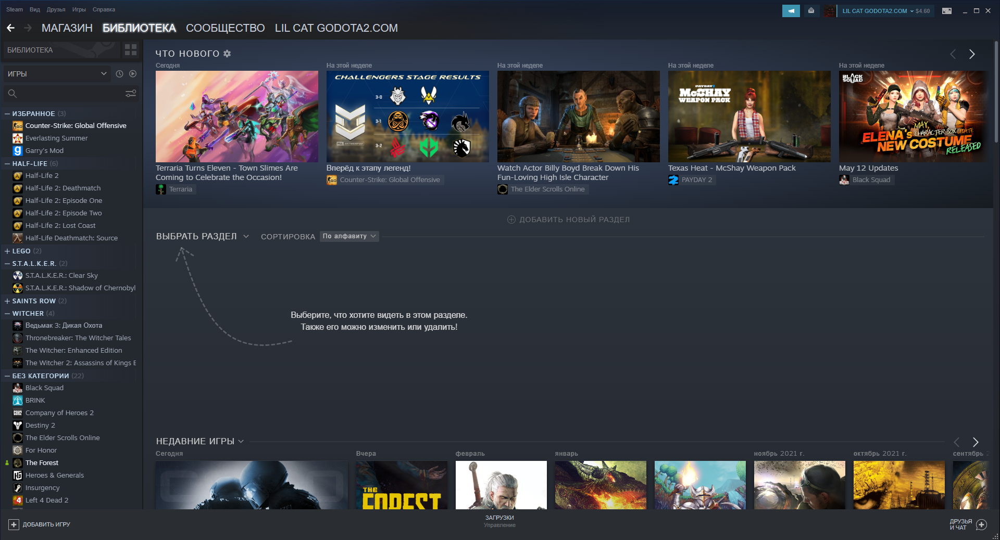 Steam Вид Друзья Игры Справка
LIL CAT GODOTA2.COM $4.60
МАГАЗИН БИБЛИОТЕКА СООБЩЕСТВО LIL CAT GODOTA2.COM
БИБЛИОТЕКА
ИГРЫ
ИЗБРАННОЕ (3)
Counter-Strike: Global Offensive
Everlasting Summer
Garry's Mod
HALF-LIFE (6)
Half-Life 2
Half-Life 2: Deathmatch
Half-Life 2: Episode One
Half-Life 2: Episode Two
Half-Life 2: Lost Coast
Half-Life Deathmatch: Source
LEGO (2)
S.T.A.L.K.E.R. (2)
S.T.A.L.K.E.R.: Clear Sky
S.T.A.L.K.E.R.: Shadow of Chernobyl
SAINTS ROW (2)
WITCHER (4)
Ведьмак 3: Дикая Охота
Thronebreaker: The Witcher Tales
The Witcher: Enhanced Edition
The Witcher 2: Assassins of Kings E
БЕЗ КАТЕГОРИИ (22)
Black Squad
BRINK
Company of Heroes 2
Destiny 2
The Elder Scrolls Online
For Honor
The Forest
Heroes & Generals
Insurgency
Left 4 Dead 2
ЧТО НОВОГО
Сегодня
Terraria Turns Eleven - Town Slimes Are
Coming to Celebrate the Occasion!
Terraria
На этой неделе
CHALLENGERS STAGE RESULTS
3-0
3-1
3-2
Вперёд к этапу легенд!
Counter-Strike: Global Offensive
На этой неделе
Watch Actor Billy Boyd Break Down His
Fun-Loving High Isle Character
The Elder Scrolls Online
На этой неделе
PAYDAY 2
McSHAY
WEAPON PACK
Texas Heat - McShay Weapon Pack
PAYDAY 2
На этой неделе
BLACK
SQUAD
MAY,
CHARACTER BOX UPDATE
ELENA's
NEW COSTUME
RELEASED
May 12 Updates
Black Squad
ДОБАВИТЬ НОВЫЙ РАЗДЕЛ
ВЫБРАТЬ РАЗДЕЛ СОРТИРОВКА По алфавиту
Выберите, что хотите видеть в этом разделе.
Также его можно изменить или удалить!
НЕДАВНИЕ ИГРЫ
Сегодня Вчера февраль январь ноябрь 2021 г. октябрь 2021 г. сентябрь 2
THE
FOREST
ДОБАВИТЬ ИГРУ
ЗАГРУЗКИ
Управление
ДРУЗЬЯ
И ЧАТ